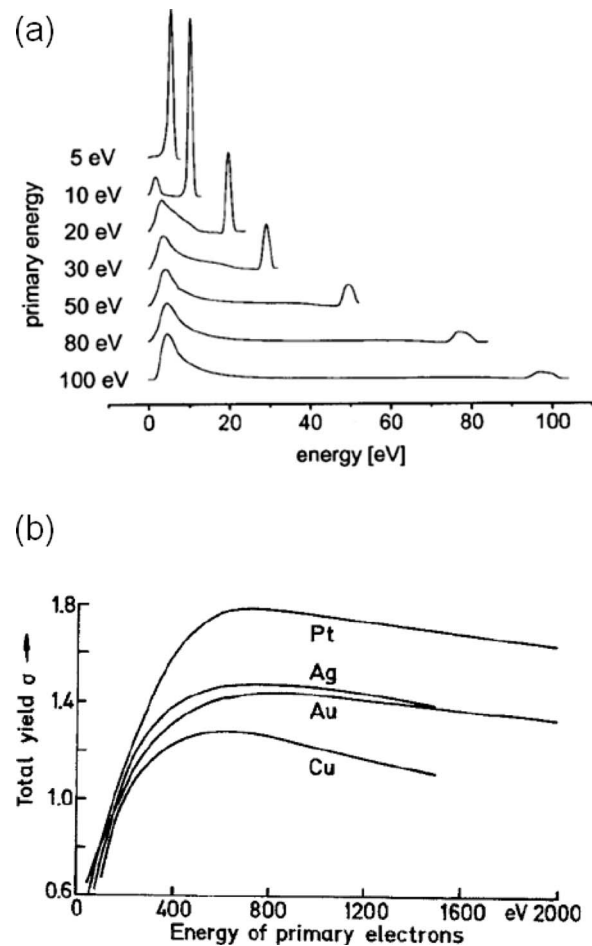 (a)
primary energy
5 eV
10 eV
20 eV
30 eV
50 eV
80 eV
100 eV
0 20 40 60 80 100
energy [eV]
(b)
Total yield σ →
1.8
1.4
1.0
0.6
Pt
Ag
Au
Cu
0 400 800 1200 1600 eV 2000
Energy of primary electrons